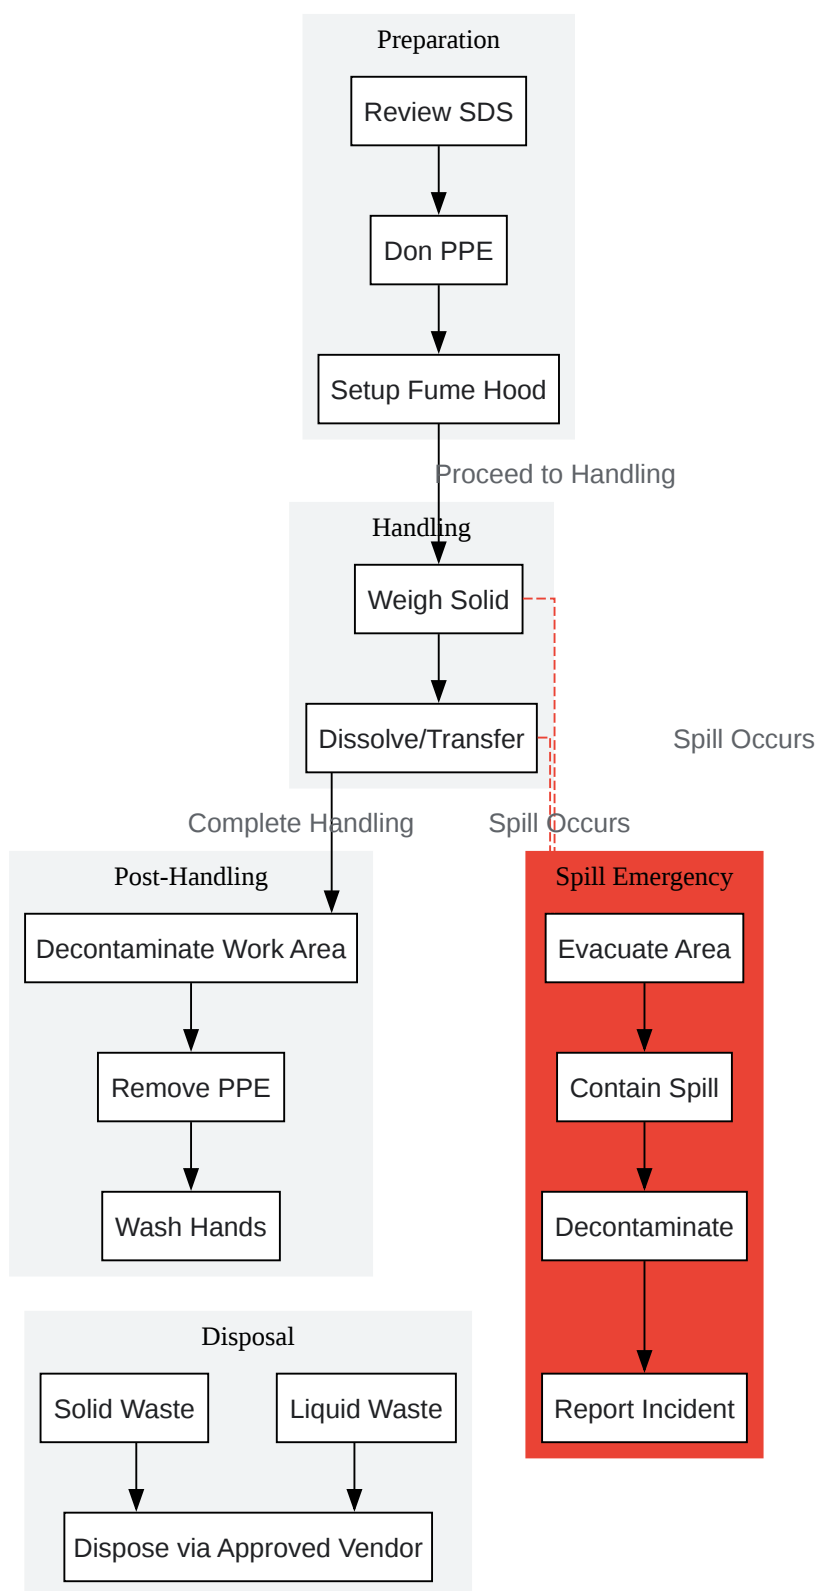 Preparation
Review SDS
Don PPE
Setup Fume Hood
Proceed to Handling
Handling
Weigh Solid
Dissolve/Transfer
Spill Occurs
Complete Handling
Spill Occurs
Post-Handling
Decontaminate Work Area
Remove PPE
Wash Hands
Spill Emergency
Evacuate Area
Contain Spill
Decontaminate
Report Incident
Disposal
Solid Waste
Liquid Waste
Dispose via Approved Vendor